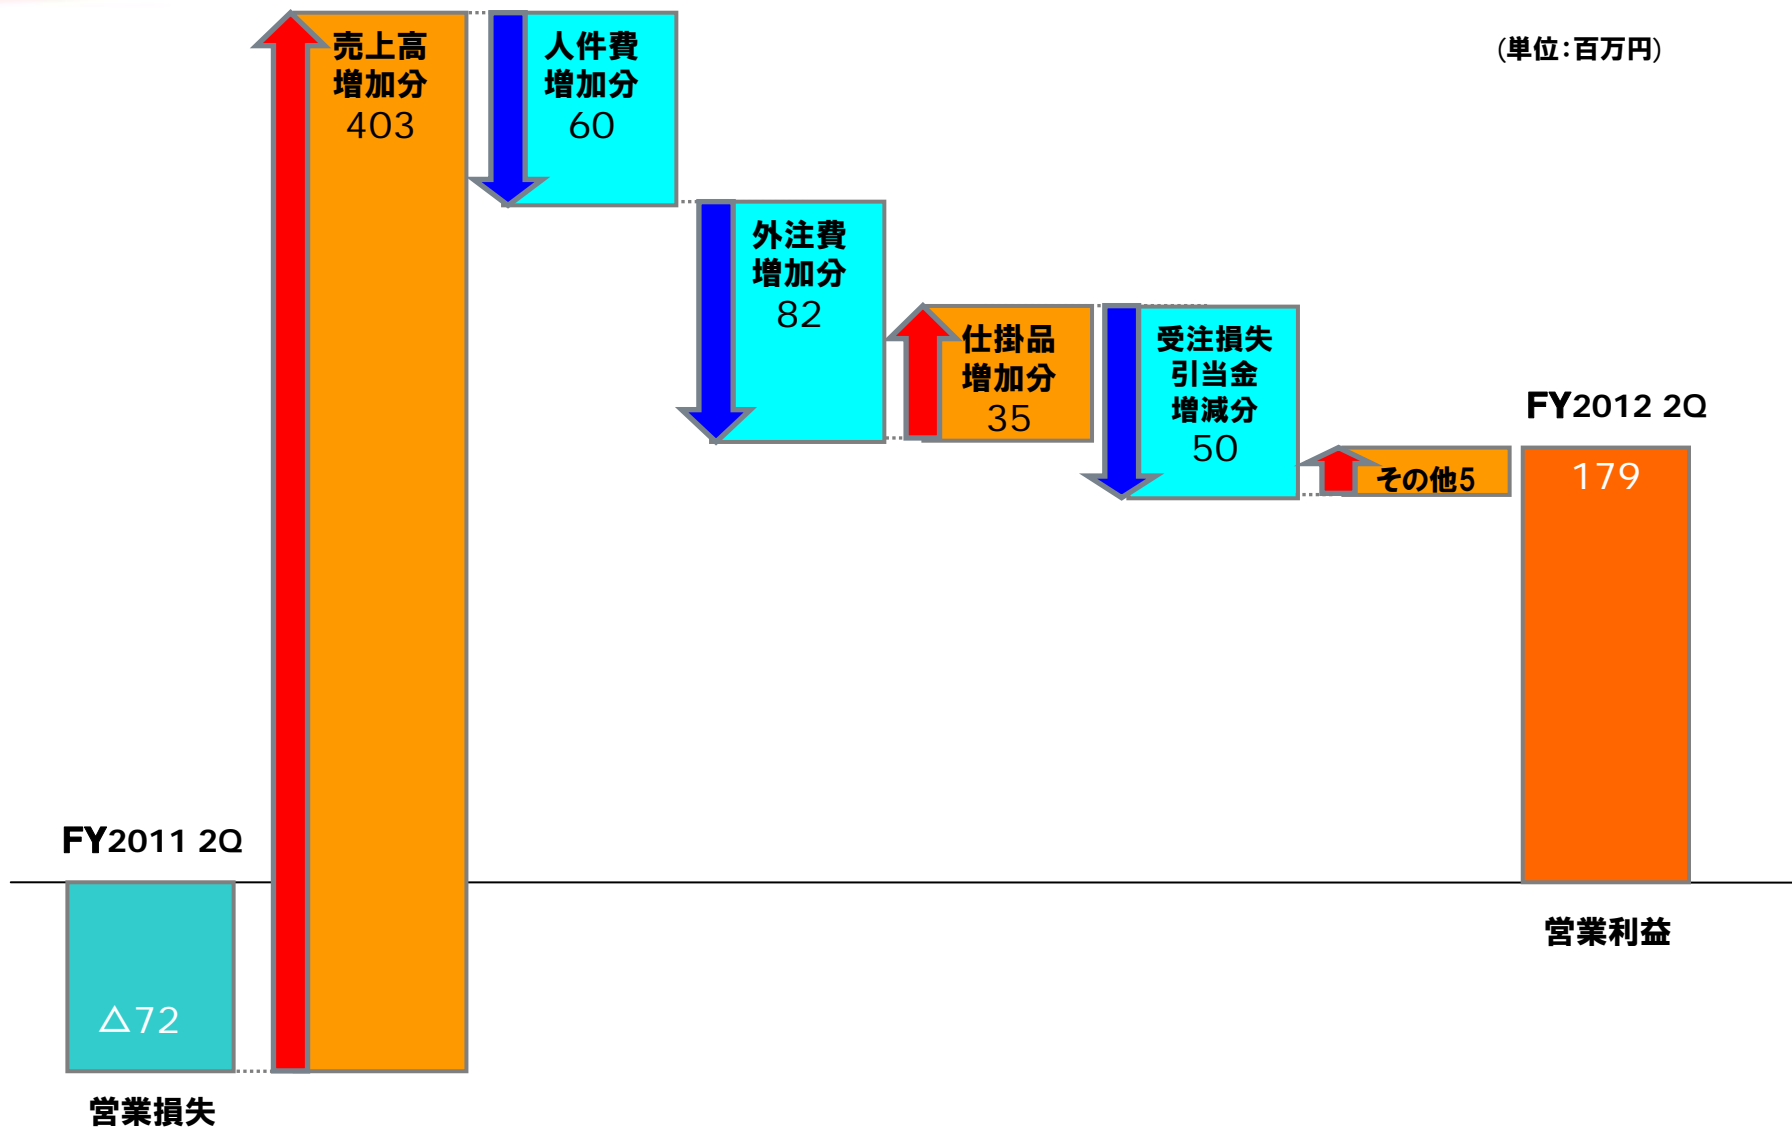 (単位:百万円)
売上高
増加分
403
人件費
増加分
60
外注費
増加分
82
仕掛品
増加分
35
受注損失
引当金
増減分
50
その他5
FY2012 2Q
179
営業利益
FY2011 2Q
△72
営業損失